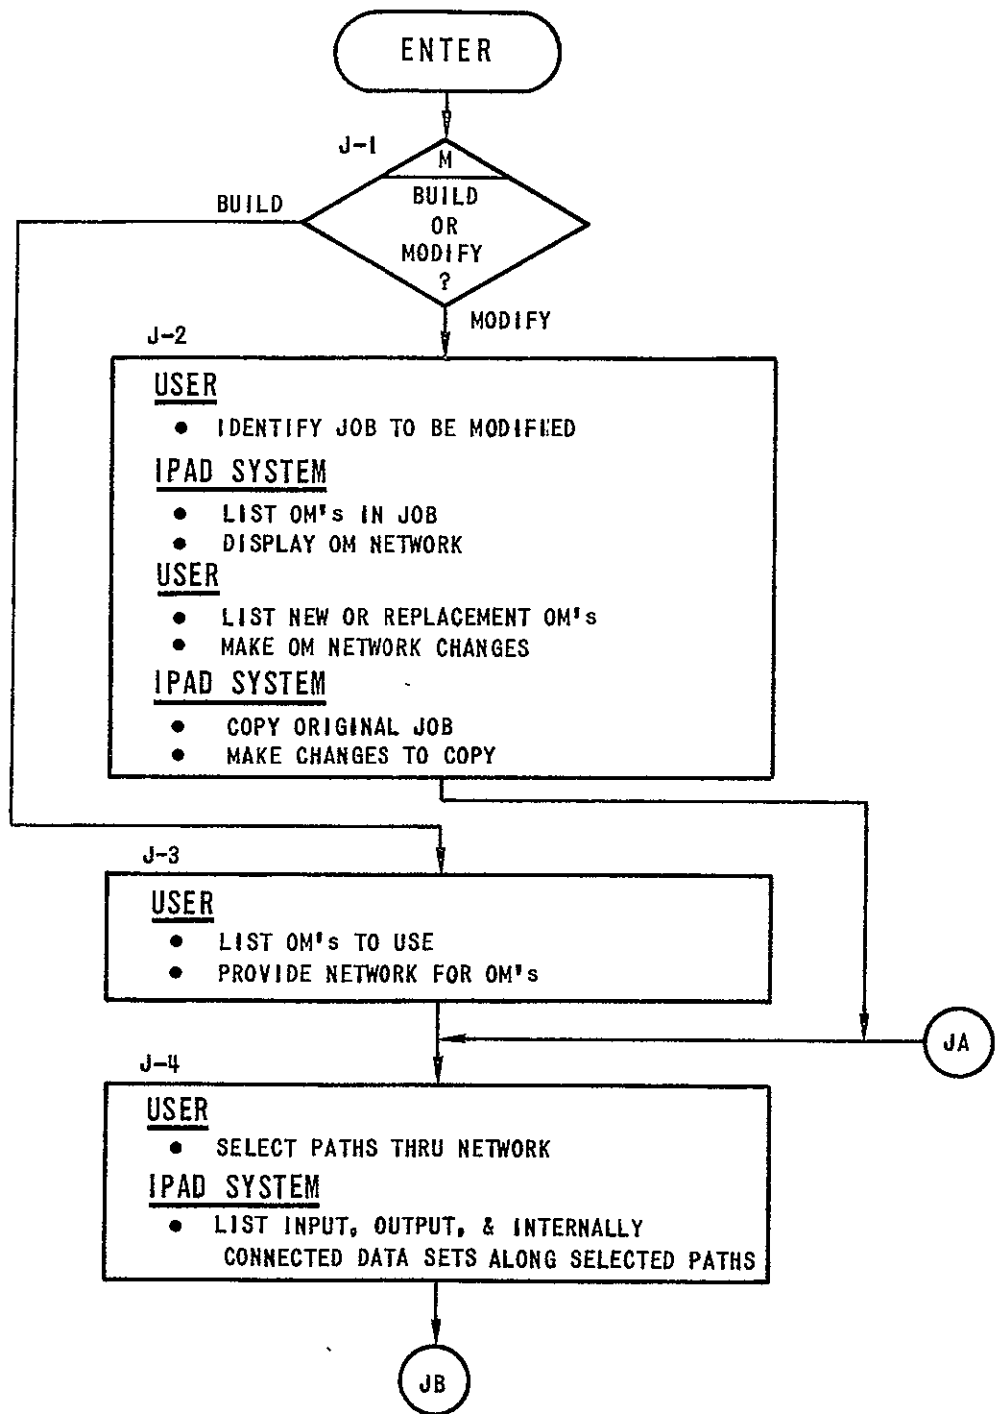 ENTER
J-1
M
BUILD
BUILD
OR
MODIFY
?
MODIFY
J-2
USER
• IDENTIFY JOB TO BE MODIFIED
IPAD SYSTEM
• LIST OM's IN JOB
• DISPLAY OM NETWORK
USER
• LIST NEW OR REPLACEMENT OM's
• MAKE OM NETWORK CHANGES
IPAD SYSTEM
• COPY ORIGINAL JOB
• MAKE CHANGES TO COPY
J-3
USER
• LIST OM's TO USE
• PROVIDE NETWORK FOR OM's
JA
J-4
USER
• SELECT PATHS THRU NETWORK
IPAD SYSTEM
• LIST INPUT, OUTPUT, & INTERNALLY
CONNECTED DATA SETS ALONG SELECTED PATHS
JB